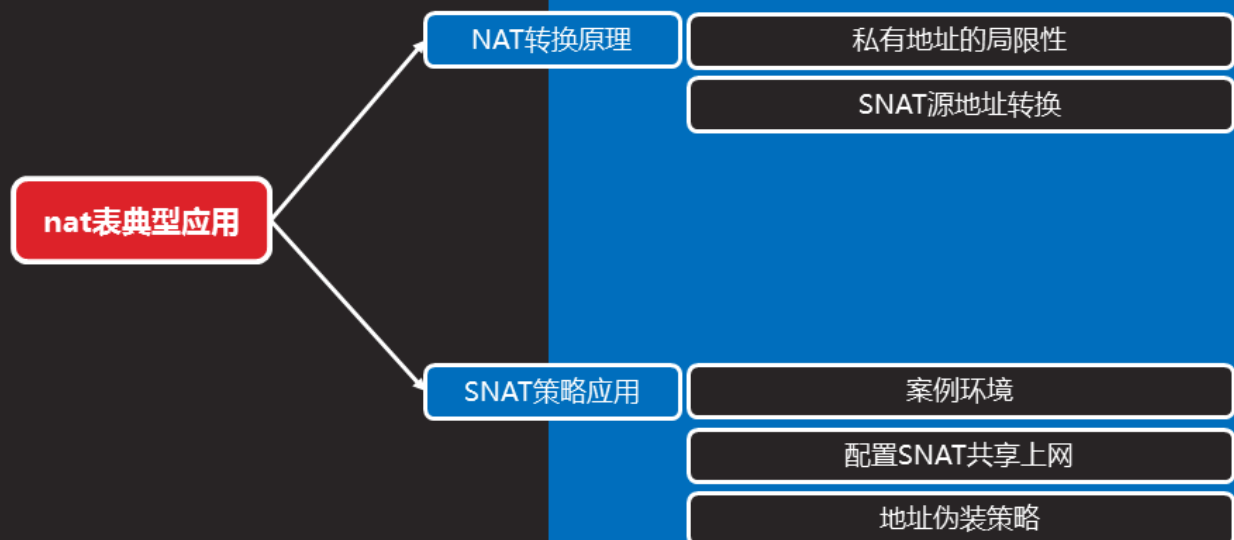 nat表典型应用
NAT转换原理
私有地址的局限性
SNAT源地址转换
SNAT策略应用
案例环境
配置SNAT共享上网
地址伪装策略